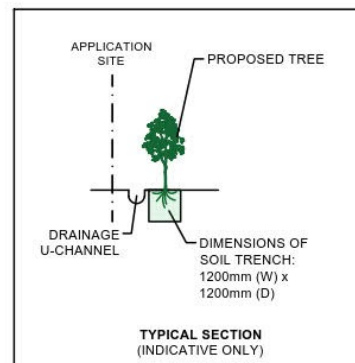 APPLICATION
SITE
PROPOSED TREE
DRAINAGE
U-CHANNEL
DIMENSIONS OF
SOIL TRENCH:
1200mm (W) x
1200mm (D)
TYPICAL SECTION
(INDICATIVE ONLY)